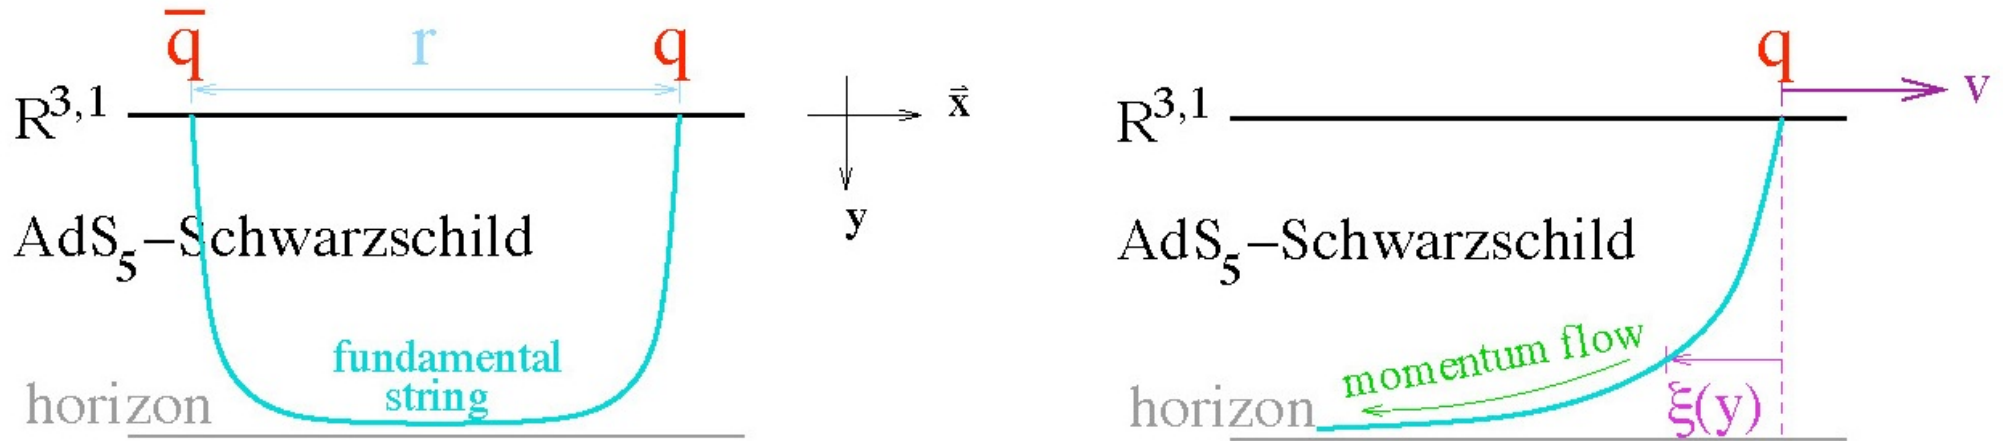 q̅ r q
R³,¹
x⃗
y
AdS₅–Schwarzschild
fundamental
string
horizon
q
v
R³,¹
AdS₅–Schwarzschild
momentum flow
horizon
ξ(y)